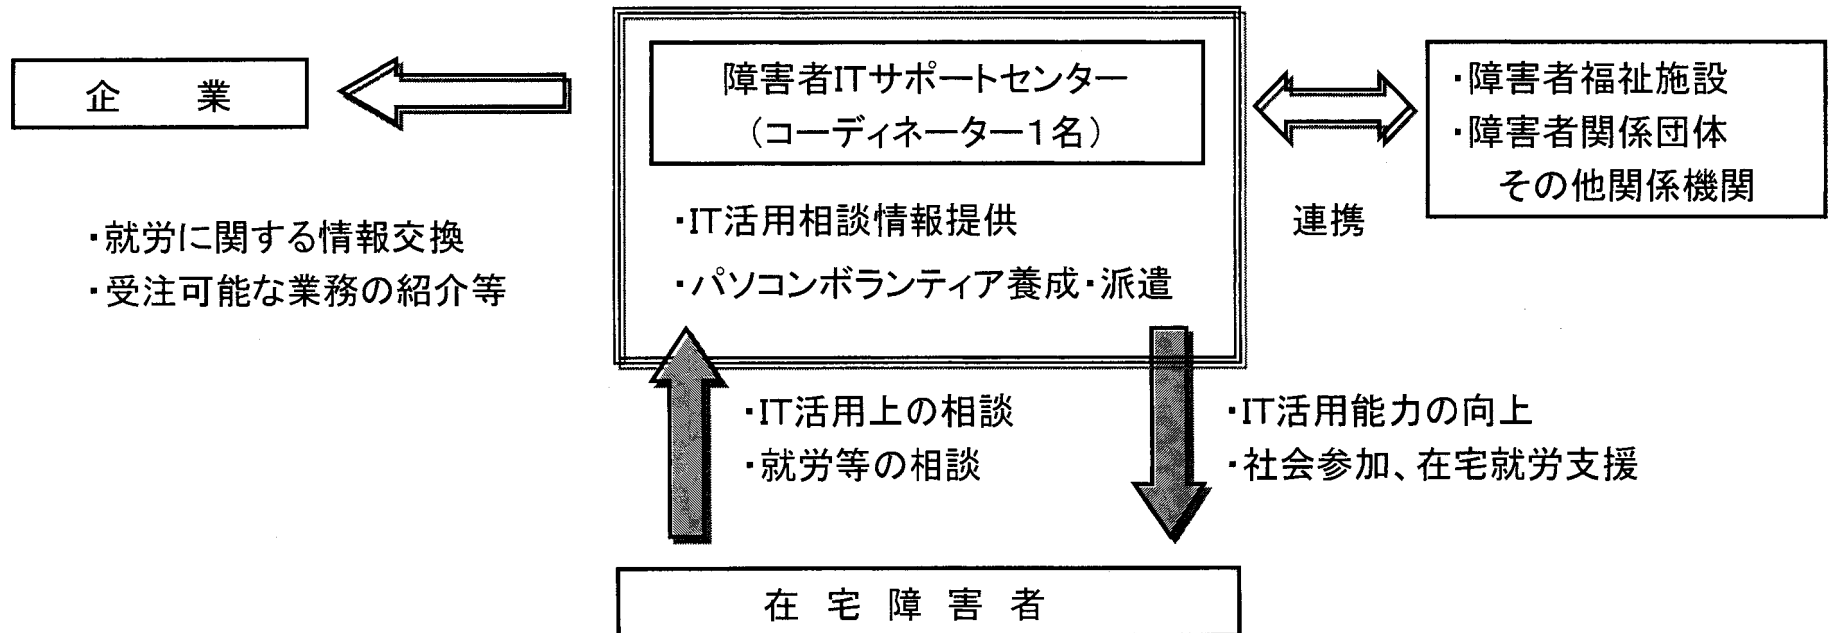 企　業
・就労に関する情報交換
・受注可能な業務の紹介等
障害者ITサポートセンター
（コーディネーター１名）
・IT活用相談情報提供
・パソコンボランティア養成・派遣
連携
・障害者福祉施設
・障害者関係団体
その他関係機関
・IT活用上の相談
・就労等の相談
・IT活用能力の向上
・社会参加、在宅就労支援
在宅障害者